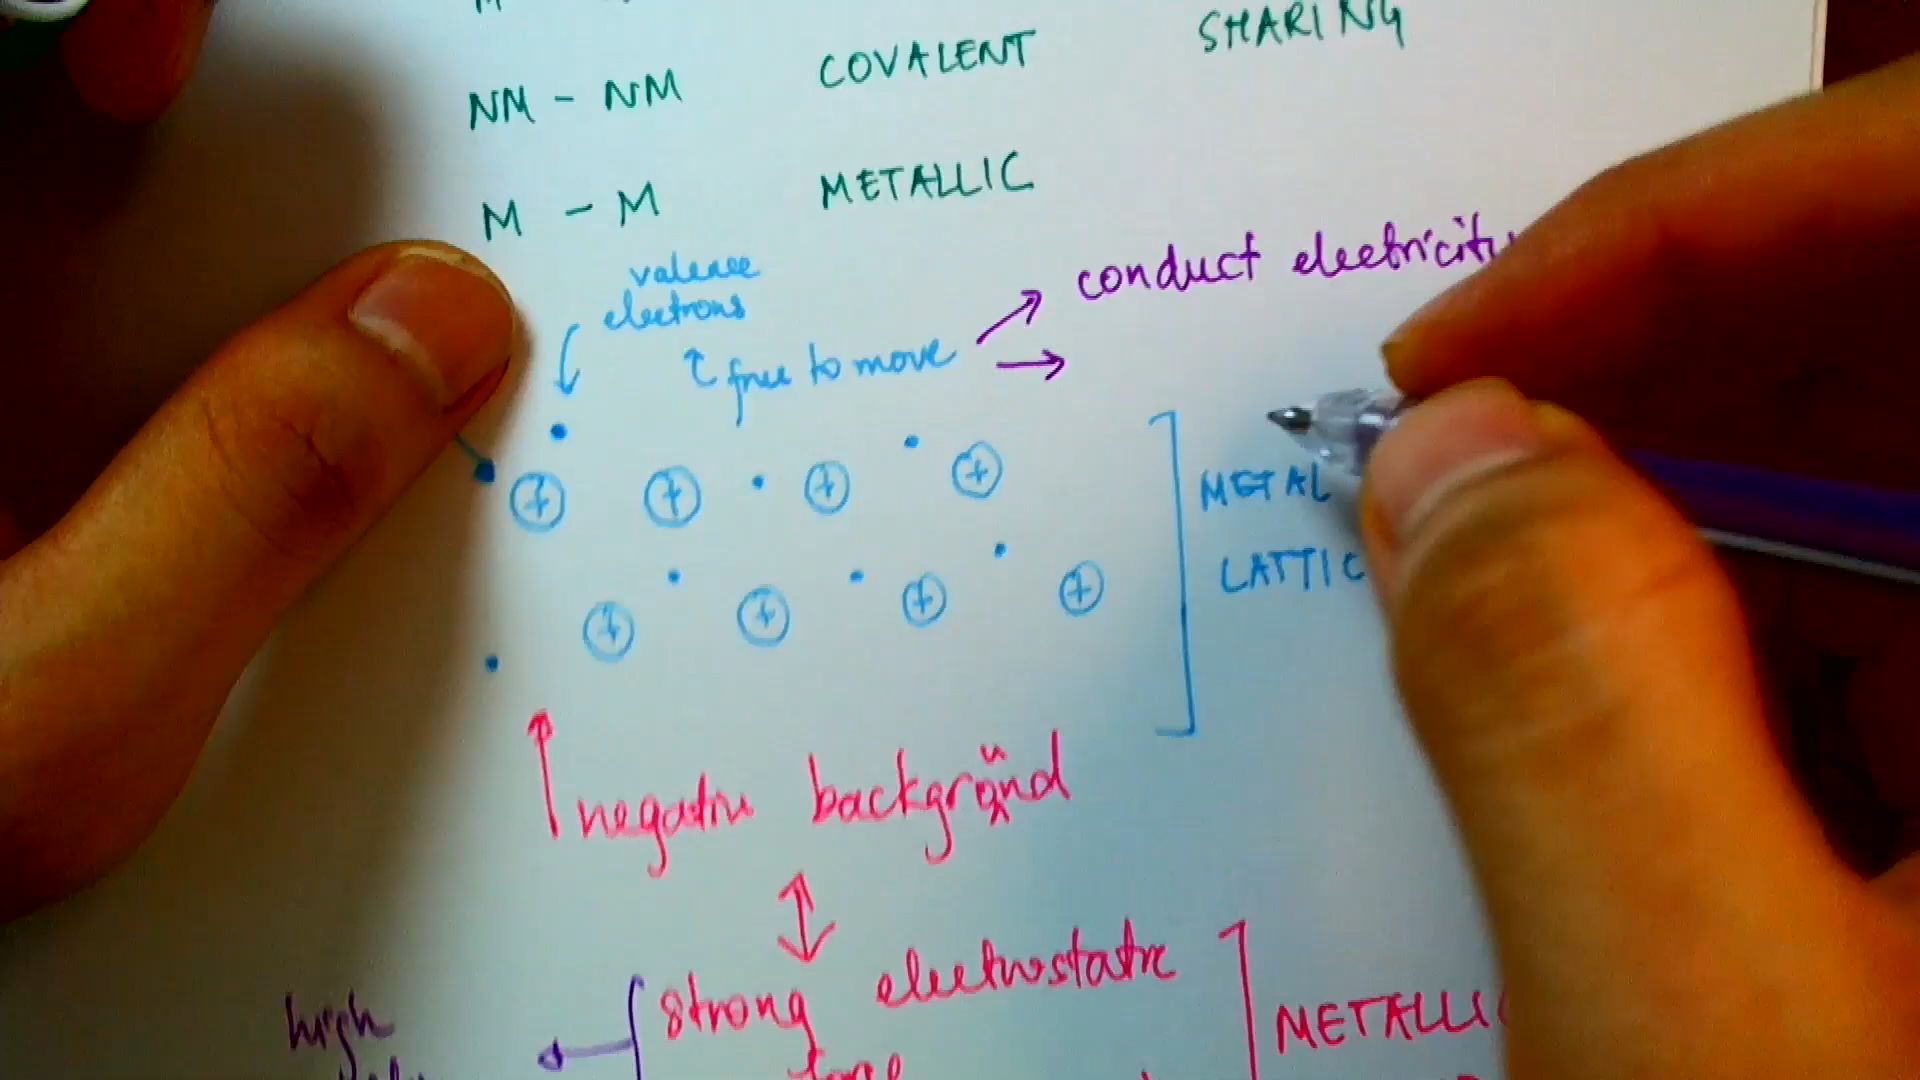 NM - NM COVALENT SHARING
M - M METALLIC
valence
electrons
conduct electricity
free to move
+ + + +
METAL
+ + + +
LATTIC
negative backgrund
strong electrostatic
high
METALLIC